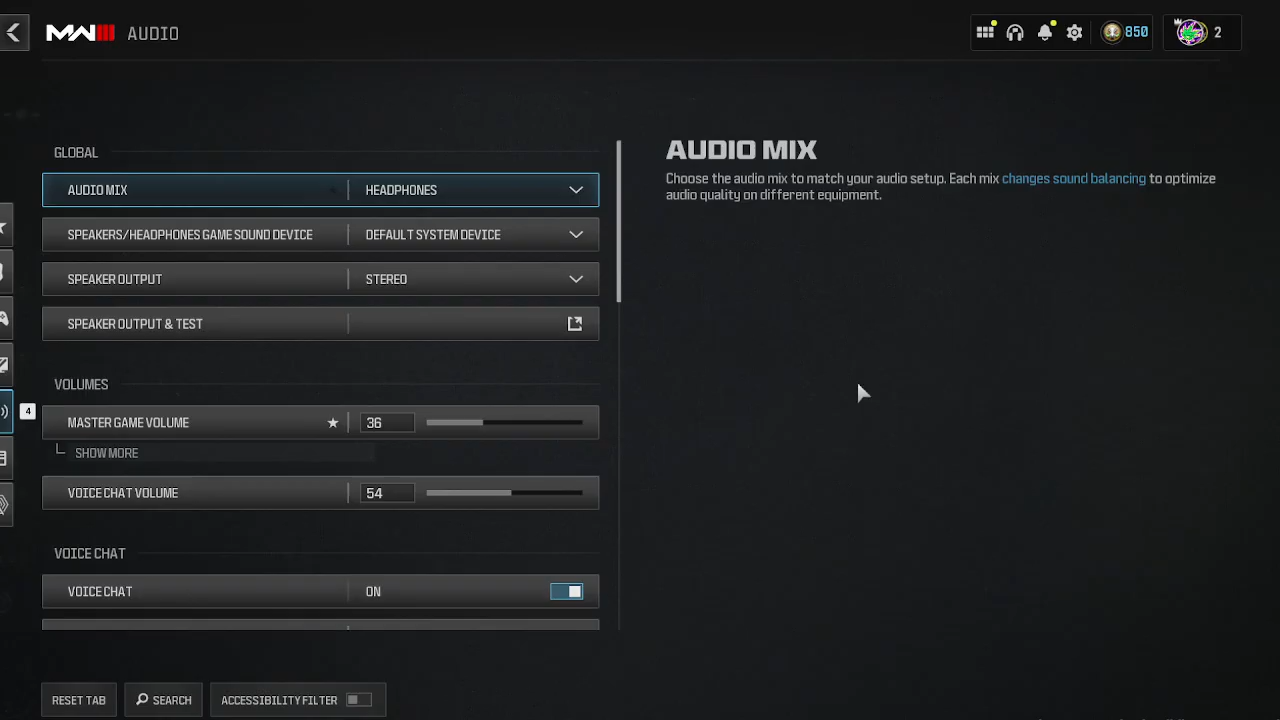 MWIII AUDIO
850
2
GLOBAL
AUDIO MIX HEADPHONES
SPEAKERS/HEADPHONES GAME SOUND DEVICE DEFAULT SYSTEM DEVICE
SPEAKER OUTPUT STEREO
SPEAKER OUTPUT & TEST
VOLUMES
MASTER GAME VOLUME 36
SHOW MORE
VOICE CHAT VOLUME 54
VOICE CHAT
VOICE CHAT ON
4
AUDIO MIX
Choose the audio mix to match your audio setup. Each mix changes sound balancing to optimize
audio quality on different equipment.
RESET TAB SEARCH ACCESSIBILITY FILTER